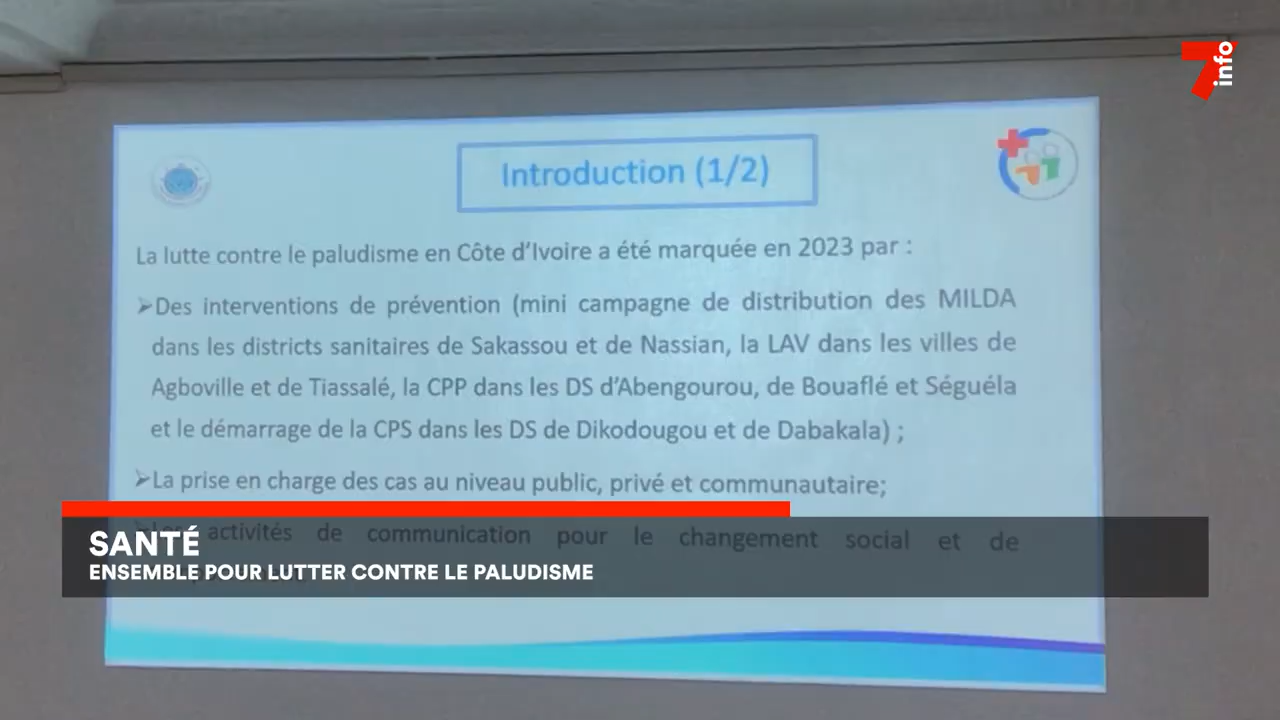 7info
Introduction (1/2)
La lutte contre le paludisme en Côte d'Ivoire a été marquée en 2023 par :
➢Des interventions de prévention (mini campagne de distribution des MILDA
dans les districts sanitaires de Sakassou et de Nassian, la LAV dans les villes de
Agboville et de Tiassalé, la CPP dans les DS d'Abengourou, de Bouaflé et Séguéla
et le démarrage de la CPS dans les DS de Dikodougou et de Dabakala) ;
➢La prise en charge des cas au niveau public, privé et communautaire;
activités de communication pour le changement social et de
SANTÉ
ENSEMBLE POUR LUTTER CONTRE LE PALUDISME